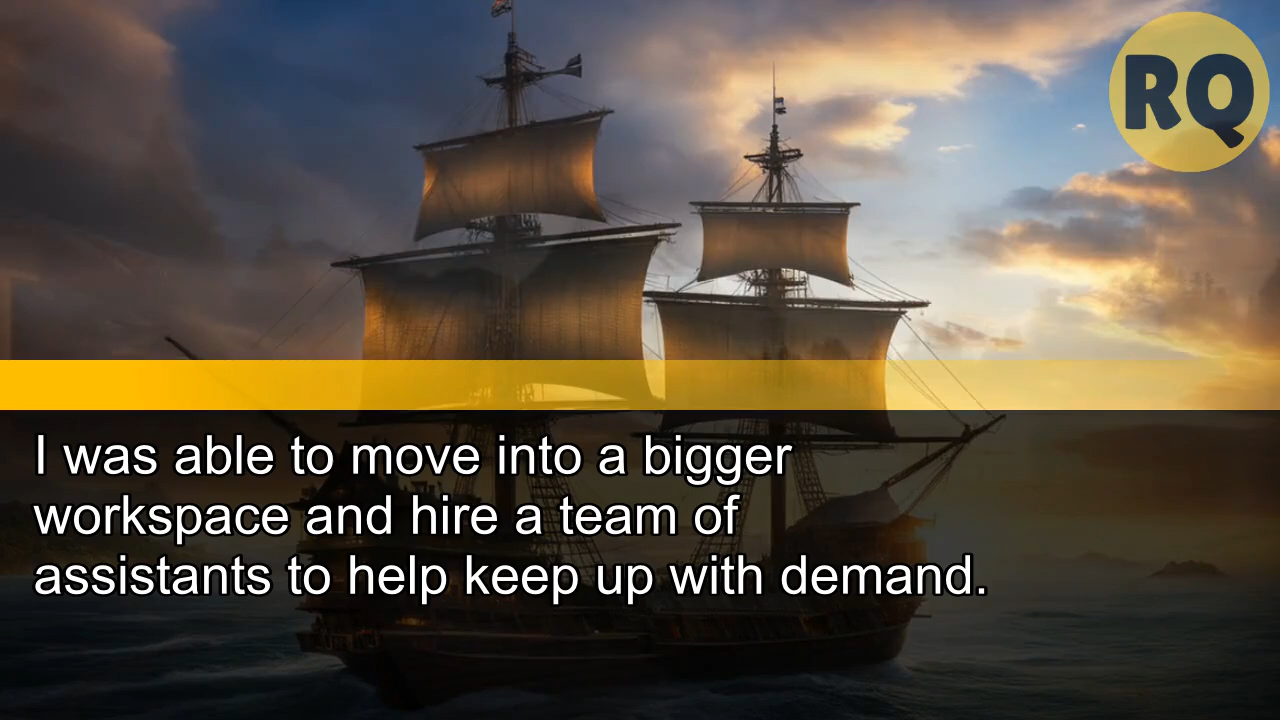 RQ
I was able to move into a bigger
workspace and hire a team of
assistants to help keep up with demand.